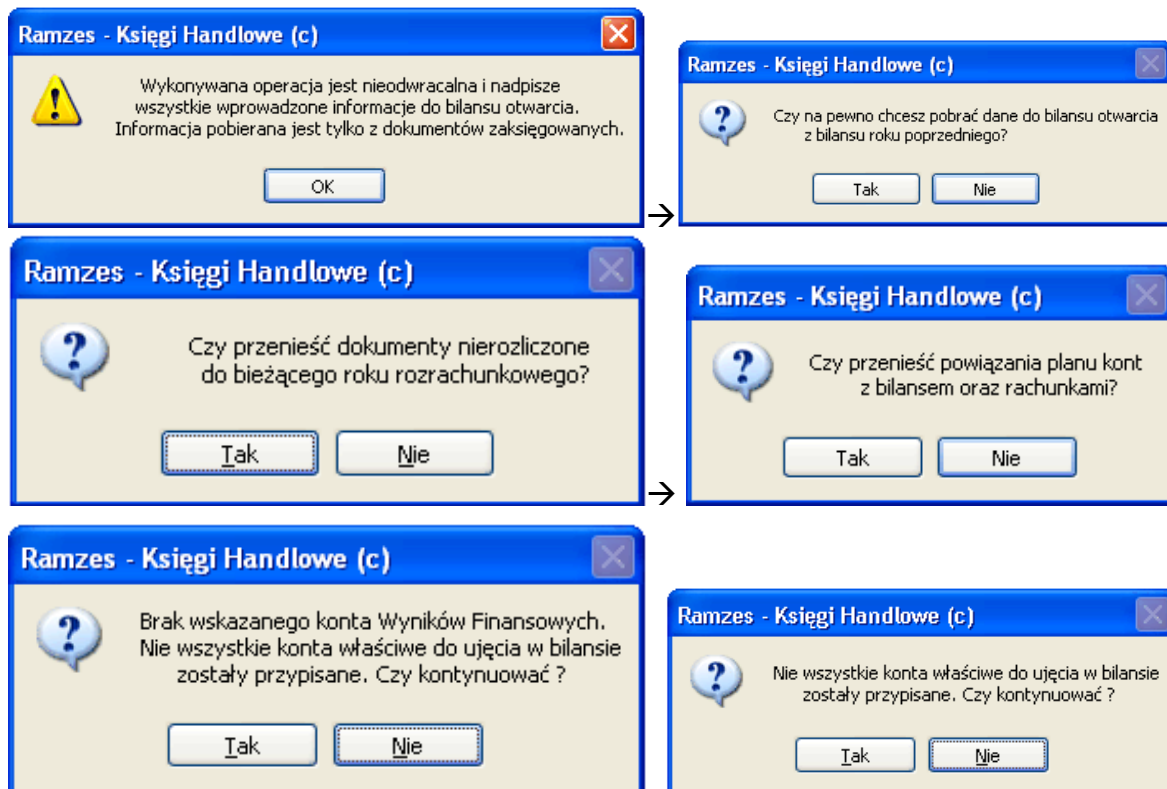 Ramzes - Księgi Handlowe (c)
Wykonywana operacja jest nieodwracalna i nadpisze
wszystkie wprowadzone informacje do bilansu otwarcia.
Informacja pobierana jest tylko z dokumentów zaksięgowanych.
OK
→
Ramzes - Księgi Handlowe (c)
Czy na pewno chcesz pobrać dane do bilansu otwarcia
z bilansu roku poprzedniego?
Tak Nie
Ramzes - Księgi Handlowe (c)
Czy przenieść dokumenty nierozliczone
do bieżącego roku rozrachunkowego?
Tak Nie
→
Ramzes - Księgi Handlowe (c)
Czy przenieść powiązania planu kont
z bilansem oraz rachunkami?
Tak Nie
Ramzes - Księgi Handlowe (c)
Brak wskazanego konta Wyników Finansowych.
Nie wszystkie konta właściwe do ujęcia w bilansie
zostały przypisane. Czy kontynuować ?
Tak Nie
Ramzes - Księgi Handlowe (c)
Nie wszystkie konta właściwe do ujęcia w bilansie
zostały przypisane. Czy kontynuować ?
Tak Nie